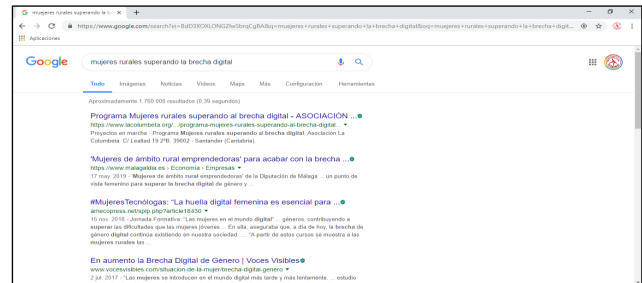 mujeres rurales superando la b
https://www.google.com/search?ei=8dD3XOXLONGZlwSbrqCgBA&q=muejeres+rurales+superando+la+brecha+digital&oq=muejeres+rurales+superando+la+brecha+digit...
Aplicaciones
Google
mujeres rurales superando la brecha digital
Todo Imágenes Noticias Vídeos Maps Más Configuración Herramientas
Aproximadamente 1.760.000 resultados (0,39 segundos)
Programa Mujeres rurales superando al brecha digital - ASOCIACIÓN ...
https://www.lacolumbeta.org/.../programa-mujeres-rurales-superando-al-brecha-digital...
Proyectos en marcha · Programa Mujeres rurales superando al brecha digital. Asociación La
Colombeta. C/ Lealtad 19 2ºB. 39002 - Santander (Cantabria).
'Mujeres de ámbito rural emprendedoras' para acabar con la brecha ...
https://www.malagaldia.es › Economía › Empresas
17 may. 2019 - 'Mujeres de ámbito rural emprendedoras' de la Diputación de Málaga ... un punto de
vista femenino para superar la brecha digital de género y ...
#MujeresTecnólogas: "La huella digital femenina es esencial para ...
amecopress.net/spip.php?article18430
15 nov. 2018 - Jornada Formativa: "Las mujeres en el mundo digital" ... géneros, contribuyendo a
superar las dificultades que las mujeres jóvenes ... En ella, aseguraba que, a día de hoy, la brecha de
género digital continúa existiendo en nuestra sociedad. ... "A partir de estos cursos se muestra a las
mujeres rurales las ...
En aumento la Brecha Digital de Género | Voces Visibles
www.vocesvisibles.com/situacion-de-la-mujer/brecha-digital-genero
2 jul. 2017 - "Las mujeres se introducen en el mundo digital más tarde y más lentamente. ... estudio